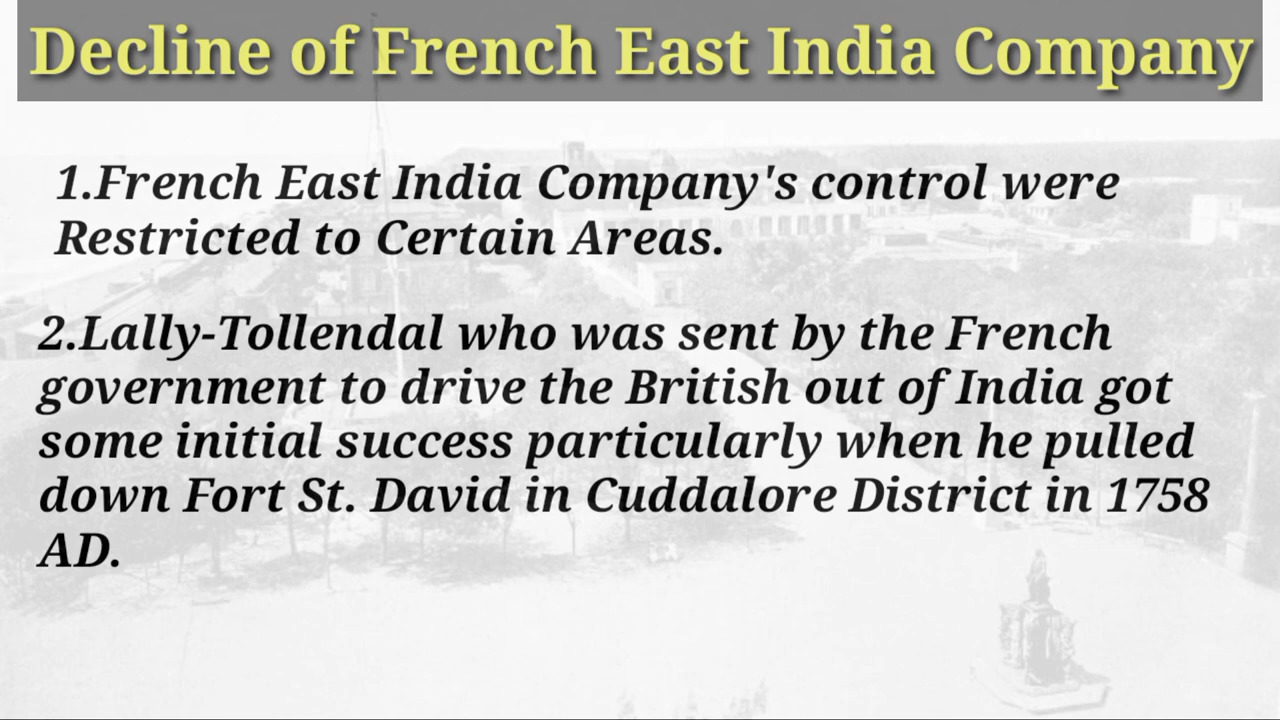 Decline of French East India Company
1.French East India Company's control were
Restricted to Certain Areas.
2.Lally-Tollendal who was sent by the French
government to drive the British out of India got
some initial success particularly when he pulled
down Fort St. David in Cuddalore District in 1758
AD.